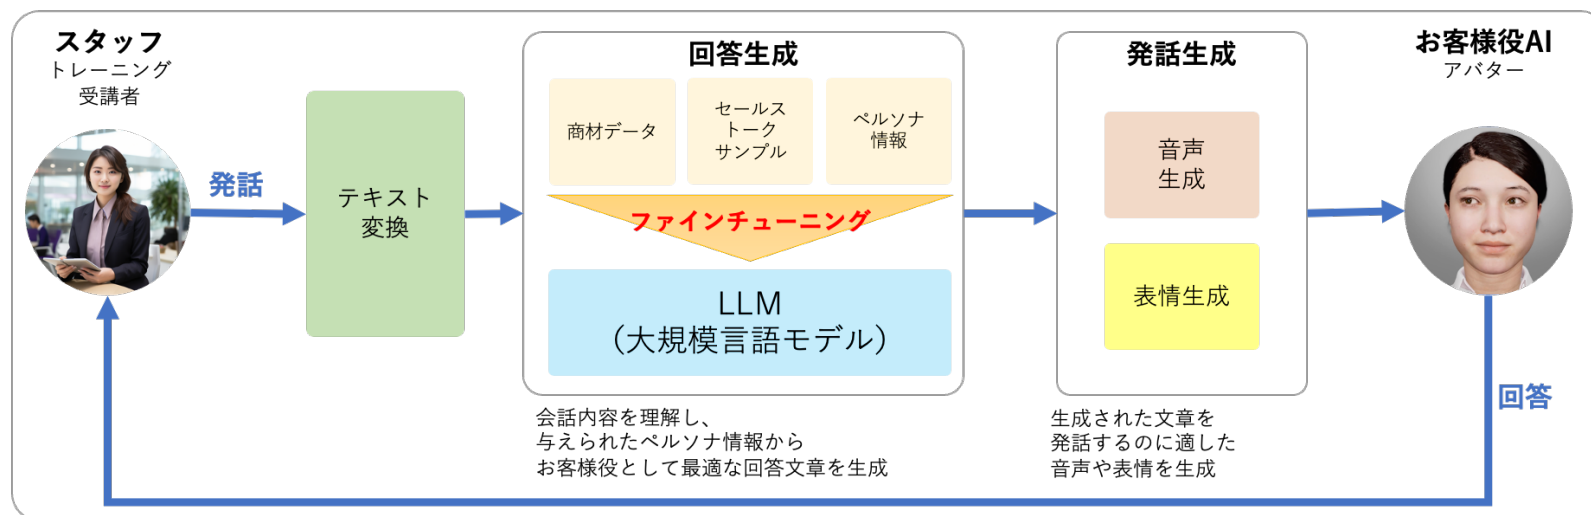 スタッフ
トレーニング
受講者
発話
テキスト
変換
回答生成
商材データ
セールス
トーク
サンプル
ペルソナ
情報
ファインチューニング
LLM
（大規模言語モデル）
会話内容を理解し、
与えられたペルソナ情報から
お客様役として最適な回答文章を生成
発話生成
音声
生成
表情生成
生成された文章を
発話するのに適した
音声や表情を生成
お客様役AI
アバター
回答